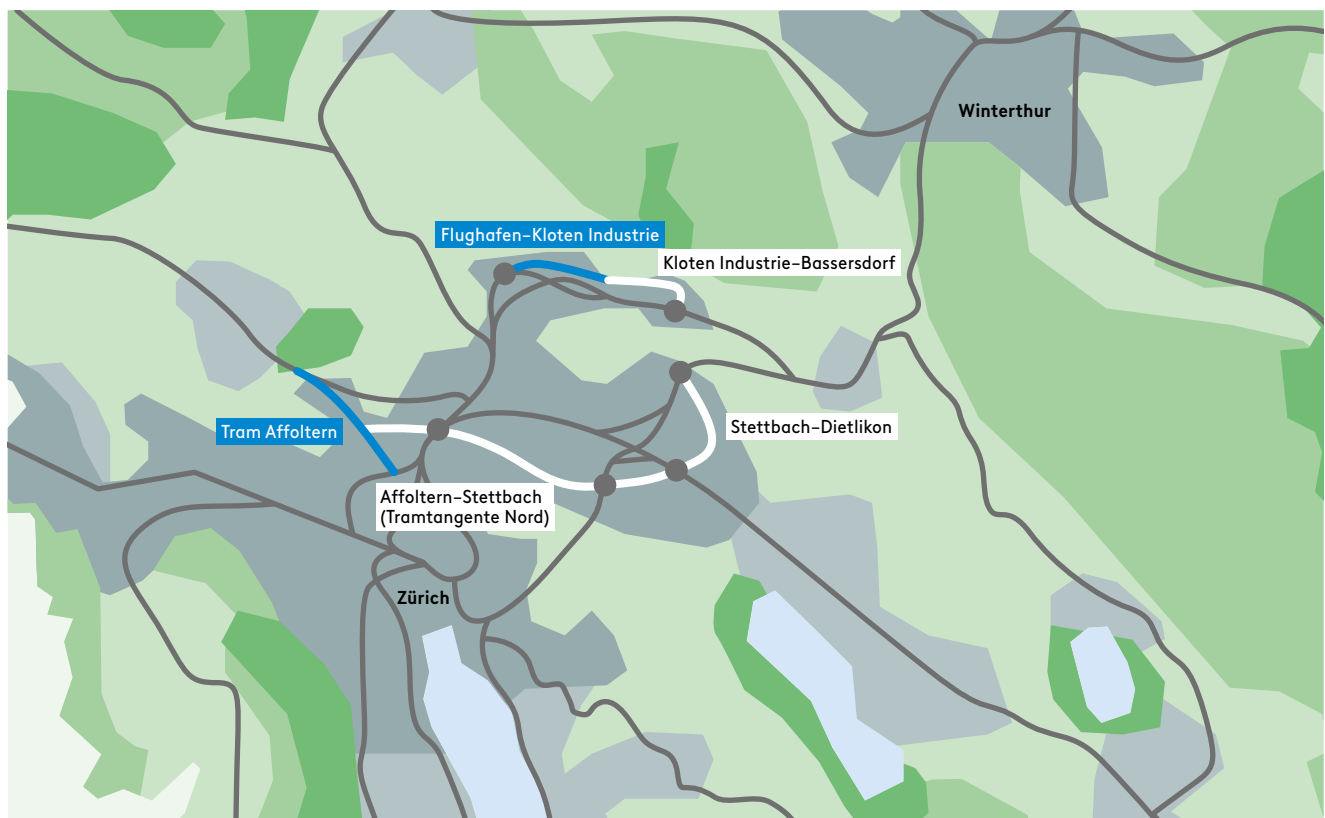 Winterthur
Flughafen–Kloten Industrie
Kloten Industrie–Bassersdorf
Tram Affoltern
Stettbach–Dietlikon
Affoltern–Stettbach
(Tramtangente Nord)
Zürich